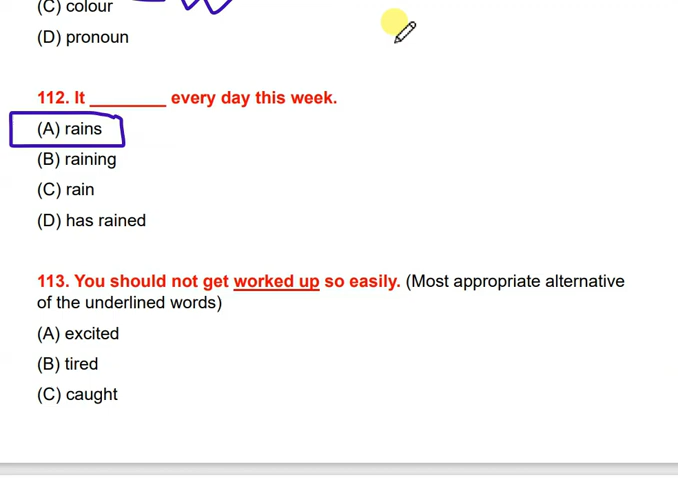 (C) colour
(D) pronoun
112. It ________ every day this week.
(A) rains
(B) raining
(C) rain
(D) has rained
113. You should not get worked up so easily. (Most appropriate alternative
of the underlined words)
(A) excited
(B) tired
(C) caught